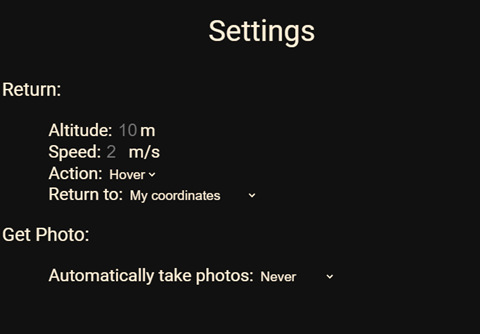 Settings
Return:
Altitude: 10 m
Speed: 2 m/s
Action: Hover
Return to: My coordinates
Get Photo:
Automatically take photos: Never